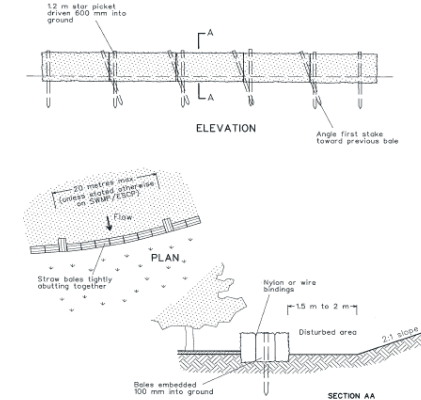 1.2 m star picket
driven 600 mm into
ground
A
A
ELEVATION
Angle first stake
toward previous bale
20 metres max.
(unless stated otherwise
on SWMP/ESCP)
Flow
PLAN
Straw bales tightly
abutting together
Nylon or wire
bindings
1.5 m to 2 m
Disturbed area
2:1 slope
Bales embedded
100 mm into ground
SECTION AA